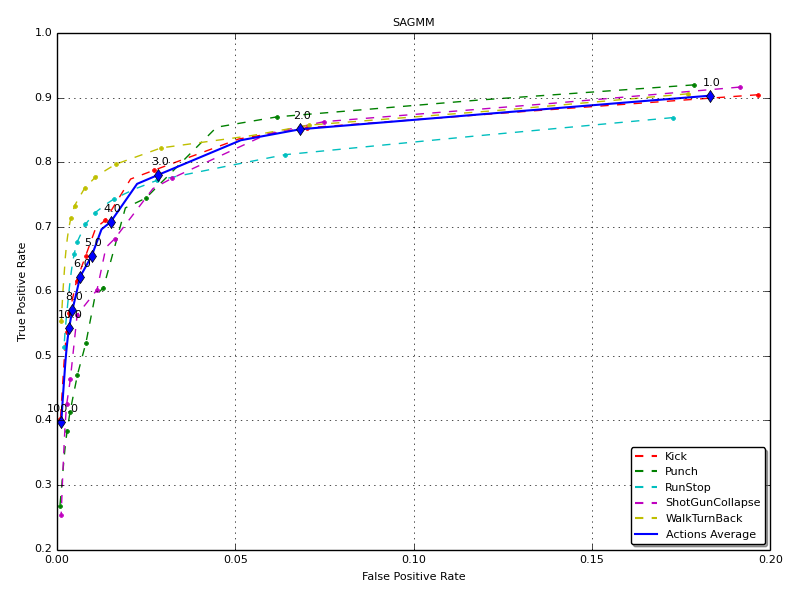 SAGMM
1.0
0.9
0.8
0.7
0.6
0.5
0.4
0.3
0.2
True Positive Rate
1.0
2.0
3.0
4.0
5.0
6.0
8.0
10.0
100.0
Kick
Punch
RunStop
ShotGunCollapse
WalkTurnBack
Actions Average
0.00
0.05
0.10
0.15
0.20
False Positive Rate